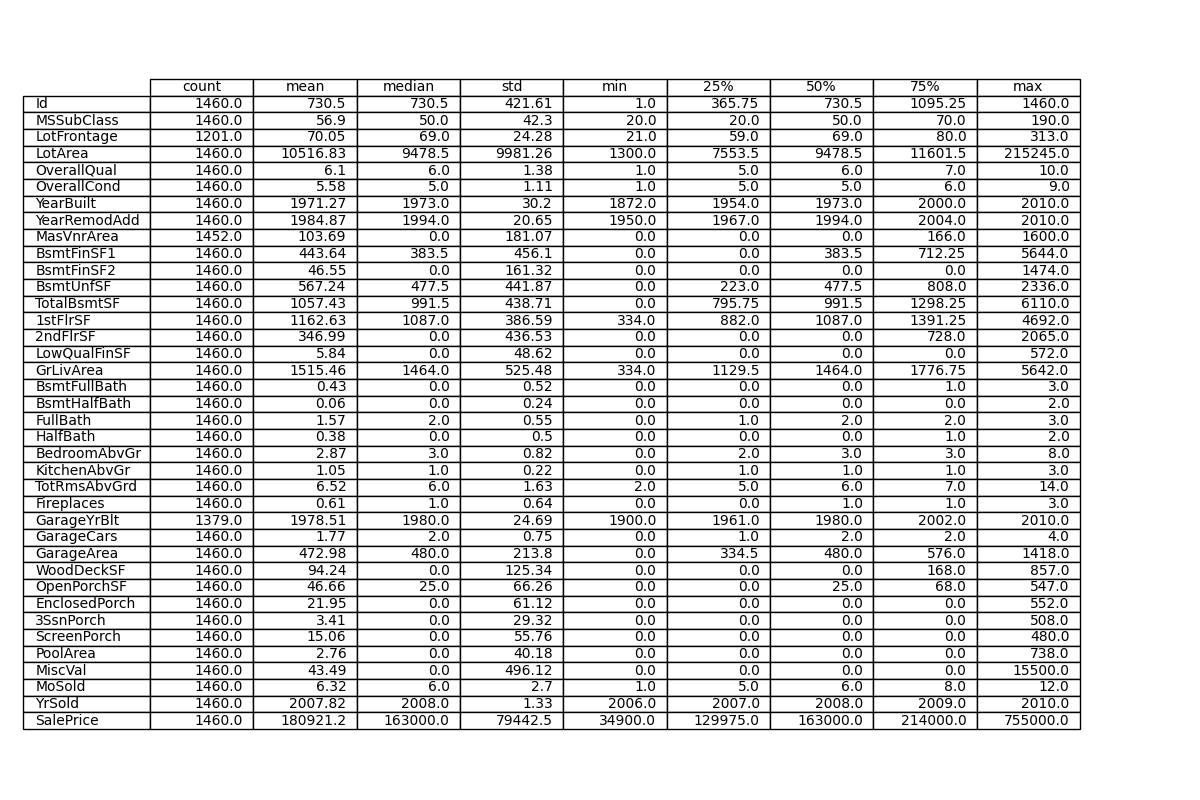 count mean median std min 25% 50% 75% max
Id 1460.0 730.5 730.5 421.61 1.0 365.75 730.5 1095.25 1460.0
MSSubClass 1460.0 56.9 50.0 42.3 20.0 20.0 50.0 70.0 190.0
LotFrontage 1201.0 70.05 69.0 24.28 21.0 59.0 69.0 80.0 313.0
LotArea 1460.0 10516.83 9478.5 9981.26 1300.0 7553.5 9478.5 11601.5 215245.0
OverallQual 1460.0 6.1 6.0 1.38 1.0 5.0 6.0 7.0 10.0
OverallCond 1460.0 5.58 5.0 1.11 1.0 5.0 5.0 6.0 9.0
YearBuilt 1460.0 1971.27 1973.0 30.2 1872.0 1954.0 1973.0 2000.0 2010.0
YearRemodAdd 1460.0 1984.87 1994.0 20.65 1950.0 1967.0 1994.0 2004.0 2010.0
MasVnrArea 1452.0 103.69 0.0 181.07 0.0 0.0 0.0 166.0 1600.0
BsmtFinSF1 1460.0 443.64 383.5 456.1 0.0 0.0 383.5 712.25 5644.0
BsmtFinSF2 1460.0 46.55 0.0 161.32 0.0 0.0 0.0 0.0 1474.0
BsmtUnfSF 1460.0 567.24 477.5 441.87 0.0 223.0 477.5 808.0 2336.0
TotalBsmtSF 1460.0 1057.43 991.5 438.71 0.0 795.75 991.5 1298.25 6110.0
1stFlrSF 1460.0 1162.63 1087.0 386.59 334.0 882.0 1087.0 1391.25 4692.0
2ndFlrSF 1460.0 346.99 0.0 436.53 0.0 0.0 0.0 728.0 2065.0
LowQualFinSF 1460.0 5.84 0.0 48.62 0.0 0.0 0.0 0.0 572.0
GrLivArea 1460.0 1515.46 1464.0 525.48 334.0 1129.5 1464.0 1776.75 5642.0
BsmtFullBath 1460.0 0.43 0.0 0.52 0.0 0.0 0.0 1.0 3.0
BsmtHalfBath 1460.0 0.06 0.0 0.24 0.0 0.0 0.0 0.0 2.0
FullBath 1460.0 1.57 2.0 0.55 0.0 1.0 2.0 2.0 3.0
HalfBath 1460.0 0.38 0.0 0.5 0.0 0.0 0.0 1.0 2.0
BedroomAbvGr 1460.0 2.87 3.0 0.82 0.0 2.0 3.0 3.0 8.0
KitchenAbvGr 1460.0 1.05 1.0 0.22 0.0 1.0 1.0 1.0 3.0
TotRmsAbvGrd 1460.0 6.52 6.0 1.63 2.0 5.0 6.0 7.0 14.0
Fireplaces 1460.0 0.61 1.0 0.64 0.0 0.0 1.0 1.0 3.0
GarageYrBlt 1379.0 1978.51 1980.0 24.69 1900.0 1961.0 1980.0 2002.0 2010.0
GarageCars 1460.0 1.77 2.0 0.75 0.0 1.0 2.0 2.0 4.0
GarageArea 1460.0 472.98 480.0 213.8 0.0 334.5 480.0 576.0 1418.0
WoodDeckSF 1460.0 94.24 0.0 125.34 0.0 0.0 0.0 168.0 857.0
OpenPorchSF 1460.0 46.66 25.0 66.26 0.0 0.0 25.0 68.0 547.0
EnclosedPorch 1460.0 21.95 0.0 61.12 0.0 0.0 0.0 0.0 552.0
3SsnPorch 1460.0 3.41 0.0 29.32 0.0 0.0 0.0 0.0 508.0
ScreenPorch 1460.0 15.06 0.0 55.76 0.0 0.0 0.0 0.0 480.0
PoolArea 1460.0 2.76 0.0 40.18 0.0 0.0 0.0 0.0 738.0
MiscVal 1460.0 43.49 0.0 496.12 0.0 0.0 0.0 0.0 15500.0
MoSold 1460.0 6.32 6.0 2.7 1.0 5.0 6.0 8.0 12.0
YrSold 1460.0 2007.82 2008.0 1.33 2006.0 2007.0 2008.0 2009.0 2010.0
SalePrice 1460.0 180921.2 163000.0 79442.5 34900.0 129975.0 163000.0 214000.0 755000.0